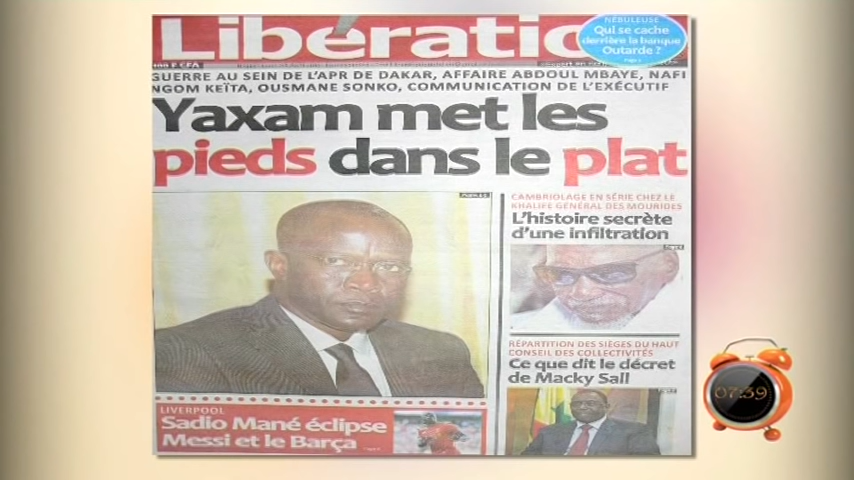 Libération
NÉBULEUSE
Qui se cache
derrière la banque
Outarde ?
GUERRE AU SEIN DE L'APR DE DAKAR, AFFAIRE ABDOUL MBAYE, NAFI
NGOM KEÏTA, OUSMANE SONKO, COMMUNICATION DE L'EXÉCUTIF
Yaxam met les
pieds dans le plat
CAMBRIOLAGE EN SÉRIE CHEZ LE
KHALIFE GÉNÉRAL DES MOURIDES
L'histoire secrète
d'une infiltration
RÉPARTITION DES SIÈGES DU HAUT
CONSEIL DES COLLECTIVITÉS
Ce que dit le décret
de Macky Sall
LIVERPOOL
Sadio Mané éclipse
Messi et le Barça
07:39